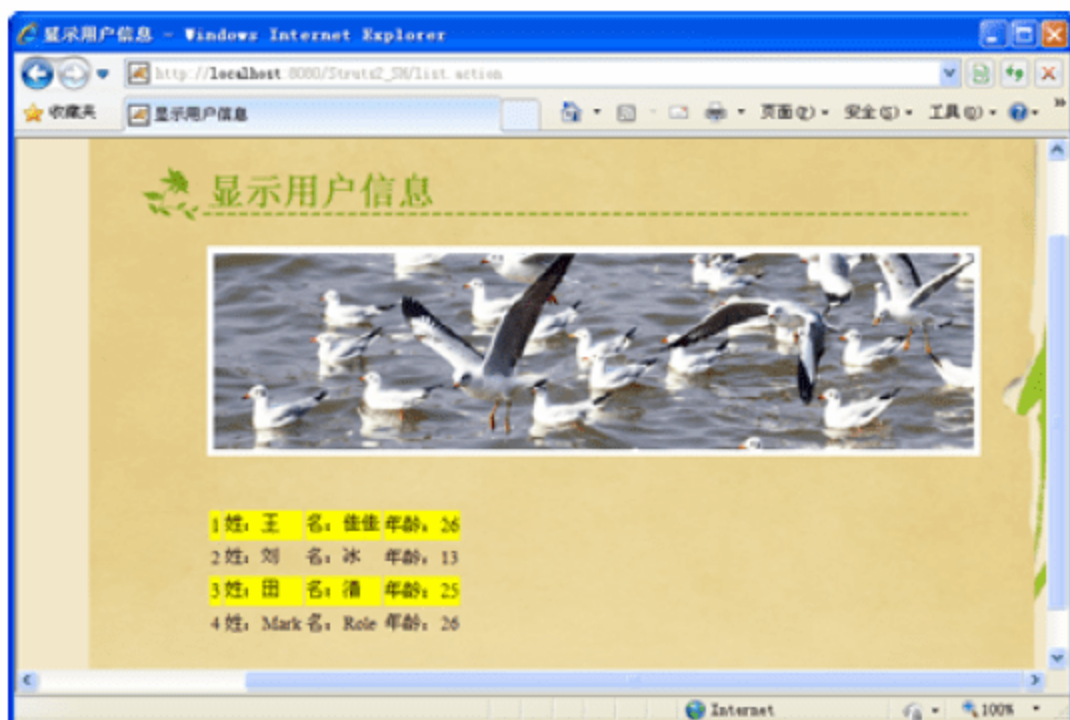 显示用户信息 - Windows Internet Explorer
http://localhost:8080/Struts2_SH/list.action
收藏夹 显示用户信息 页面(P) 安全(S) 工具(O)
显示用户信息
1 姓：王 名：佳佳 年龄：26
2 姓：刘 名：冰 年龄：13
3 姓：田 名：清 年龄：25
4 姓：Mark 名：Role 年龄：26
Internet 100%